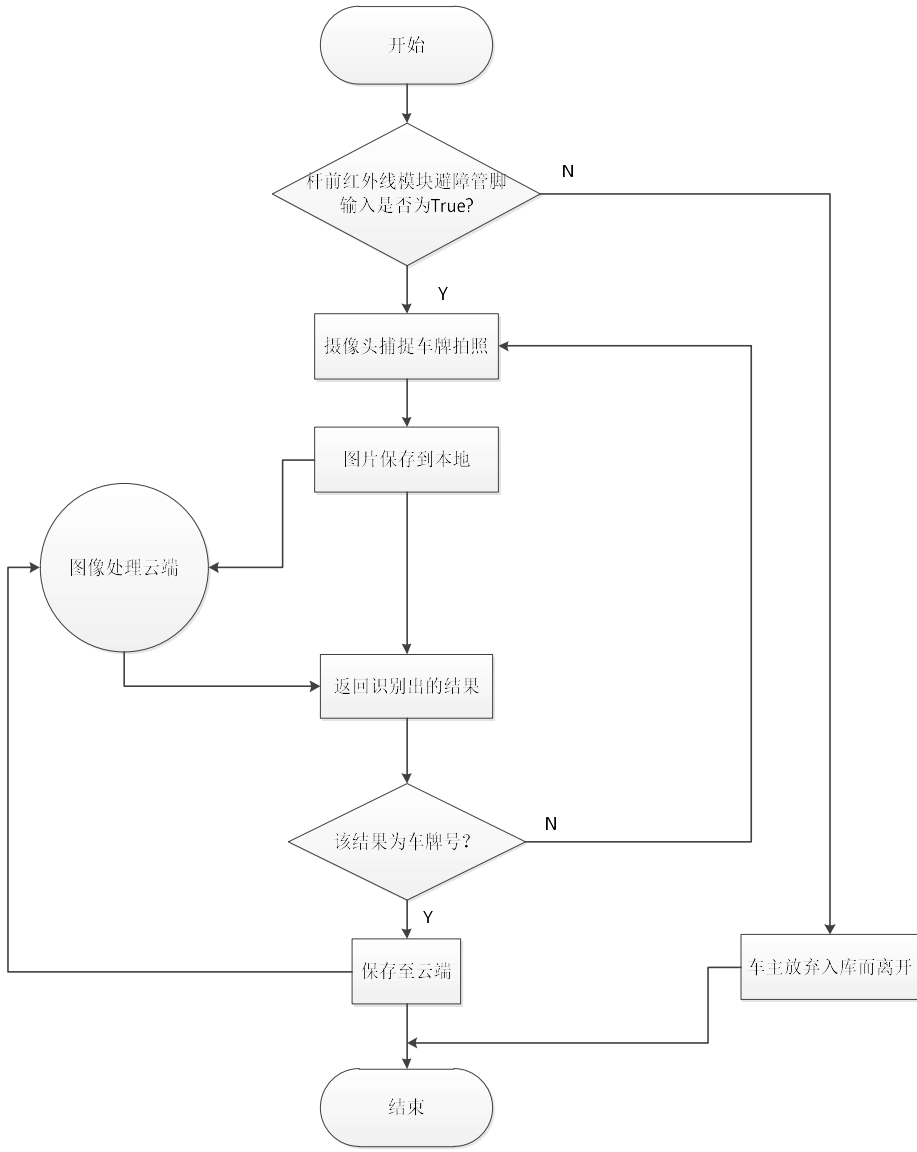 开始
杆前红外线模块避障管脚
输入是否为True?
N
Y
摄像头捕捉车牌拍照
图片保存到本地
图像处理云端
返回识别出的结果
该结果为车牌号?
N
Y
保存至云端
车主放弃入库而离开
结束